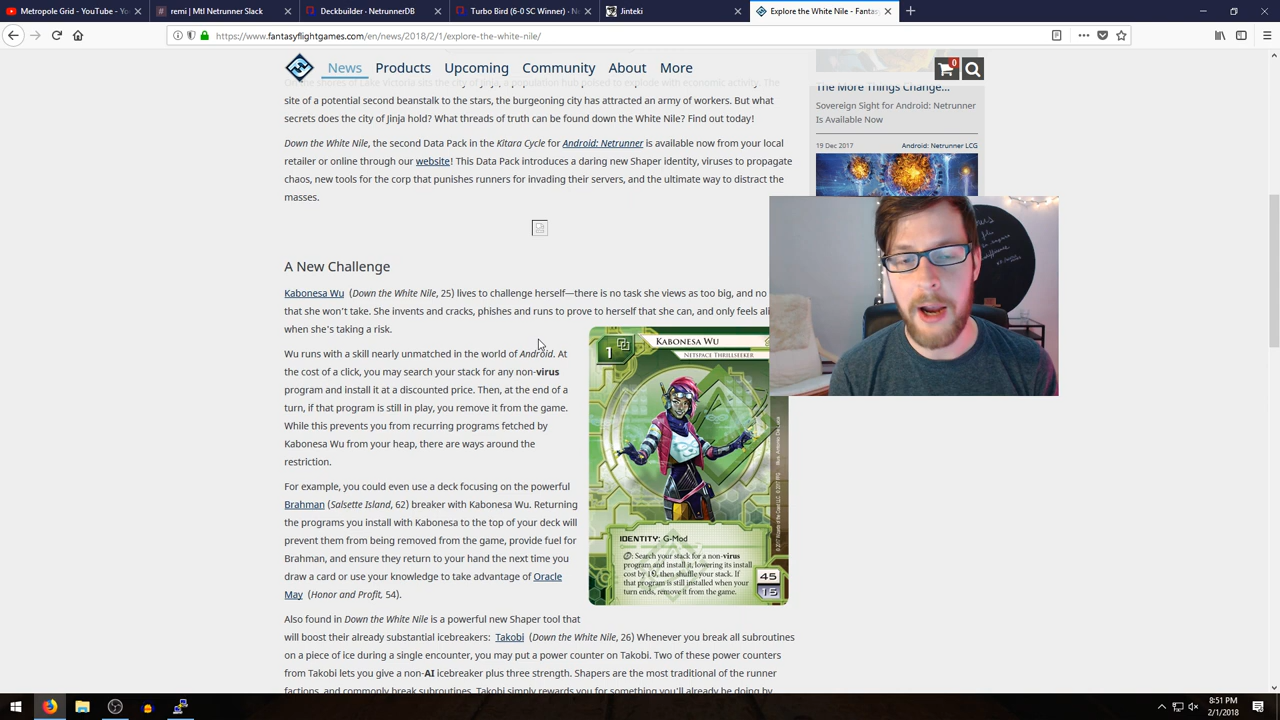 Metropole Grid - YouTube - Yo
remi | Mtl Netrunner Slack
Deckbuilder · NetrunnerDB
Turbo Bird (6-0 SC Winner) · Ne
Jinteki
Explore the White Nile - Fantas
https://www.fantasyflightgames.com/en/news/2018/2/1/explore-the-white-nile/
News Products Upcoming Community About More
0
site of a potential second beanstalk to the stars, the burgeoning city has attracted an army of workers. But what
secrets does the city of Jinja hold? What threads of truth can be found down the White Nile? Find out today!
Down the White Nile, the second Data Pack in the Kitara Cycle for Android: Netrunner is available now from your local
retailer or online through our website! This Data Pack introduces a daring new Shaper identity, viruses to propagate
chaos, new tools for the corp that punishes runners for invading their servers, and the ultimate way to distract the
masses.
The More Things Change...
Sovereign Sight for Android: Netrunner
Is Available Now
19 Dec 2017
Android: Netrunner LCG
A New Challenge
Kabonesa Wu (Down the White Nile, 25) lives to challenge herself—there is no task she views as too big, and no
that she won't take. She invents and cracks, phishes and runs to prove to herself that she can, and only feels ali
when she's taking a risk.
Wu runs with a skill nearly unmatched in the world of Android. At
the cost of a click, you may search your stack for any non-virus
program and install it at a discounted price. Then, at the end of a
turn, if that program is still in play, you remove it from the game.
While this prevents you from recurring programs fetched by
Kabonesa Wu from your heap, there are ways around the
restriction.
For example, you could even use a deck focusing on the powerful
Brahman (Salsette Island, 62) breaker with Kabonesa Wu. Returning
the programs you install with Kabonesa to the top of your deck will
prevent them from being removed from the game, provide fuel for
Brahman, and ensure they return to your hand the next time you
draw a card or use your knowledge to take advantage of Oracle
May (Honor and Profit, 54).
1
Kabonesa Wu
Netspace Thrillseeker
IDENTITY: G-Mod
: Search your stack for a non-virus
program and install it, lowering its install
cost by 1, then shuffle your stack. If
that program is still installed when your
turn ends, remove it from the game.
45
15
Also found in Down the White Nile is a powerful new Shaper tool that
will boost their already substantial icebreakers: Takobi (Down the White Nile, 26) Whenever you break all subroutines
on a piece of ice during a single encounter, you may put a power counter on Takobi. Two of these power counters
from Takobi lets you give a non-AI icebreaker plus three strength. Shapers are the most traditional of the runner
factions, and commonly break subroutines. Takobi simply rewards you for something you'll already be doing by
8:51 PM
2/1/2018